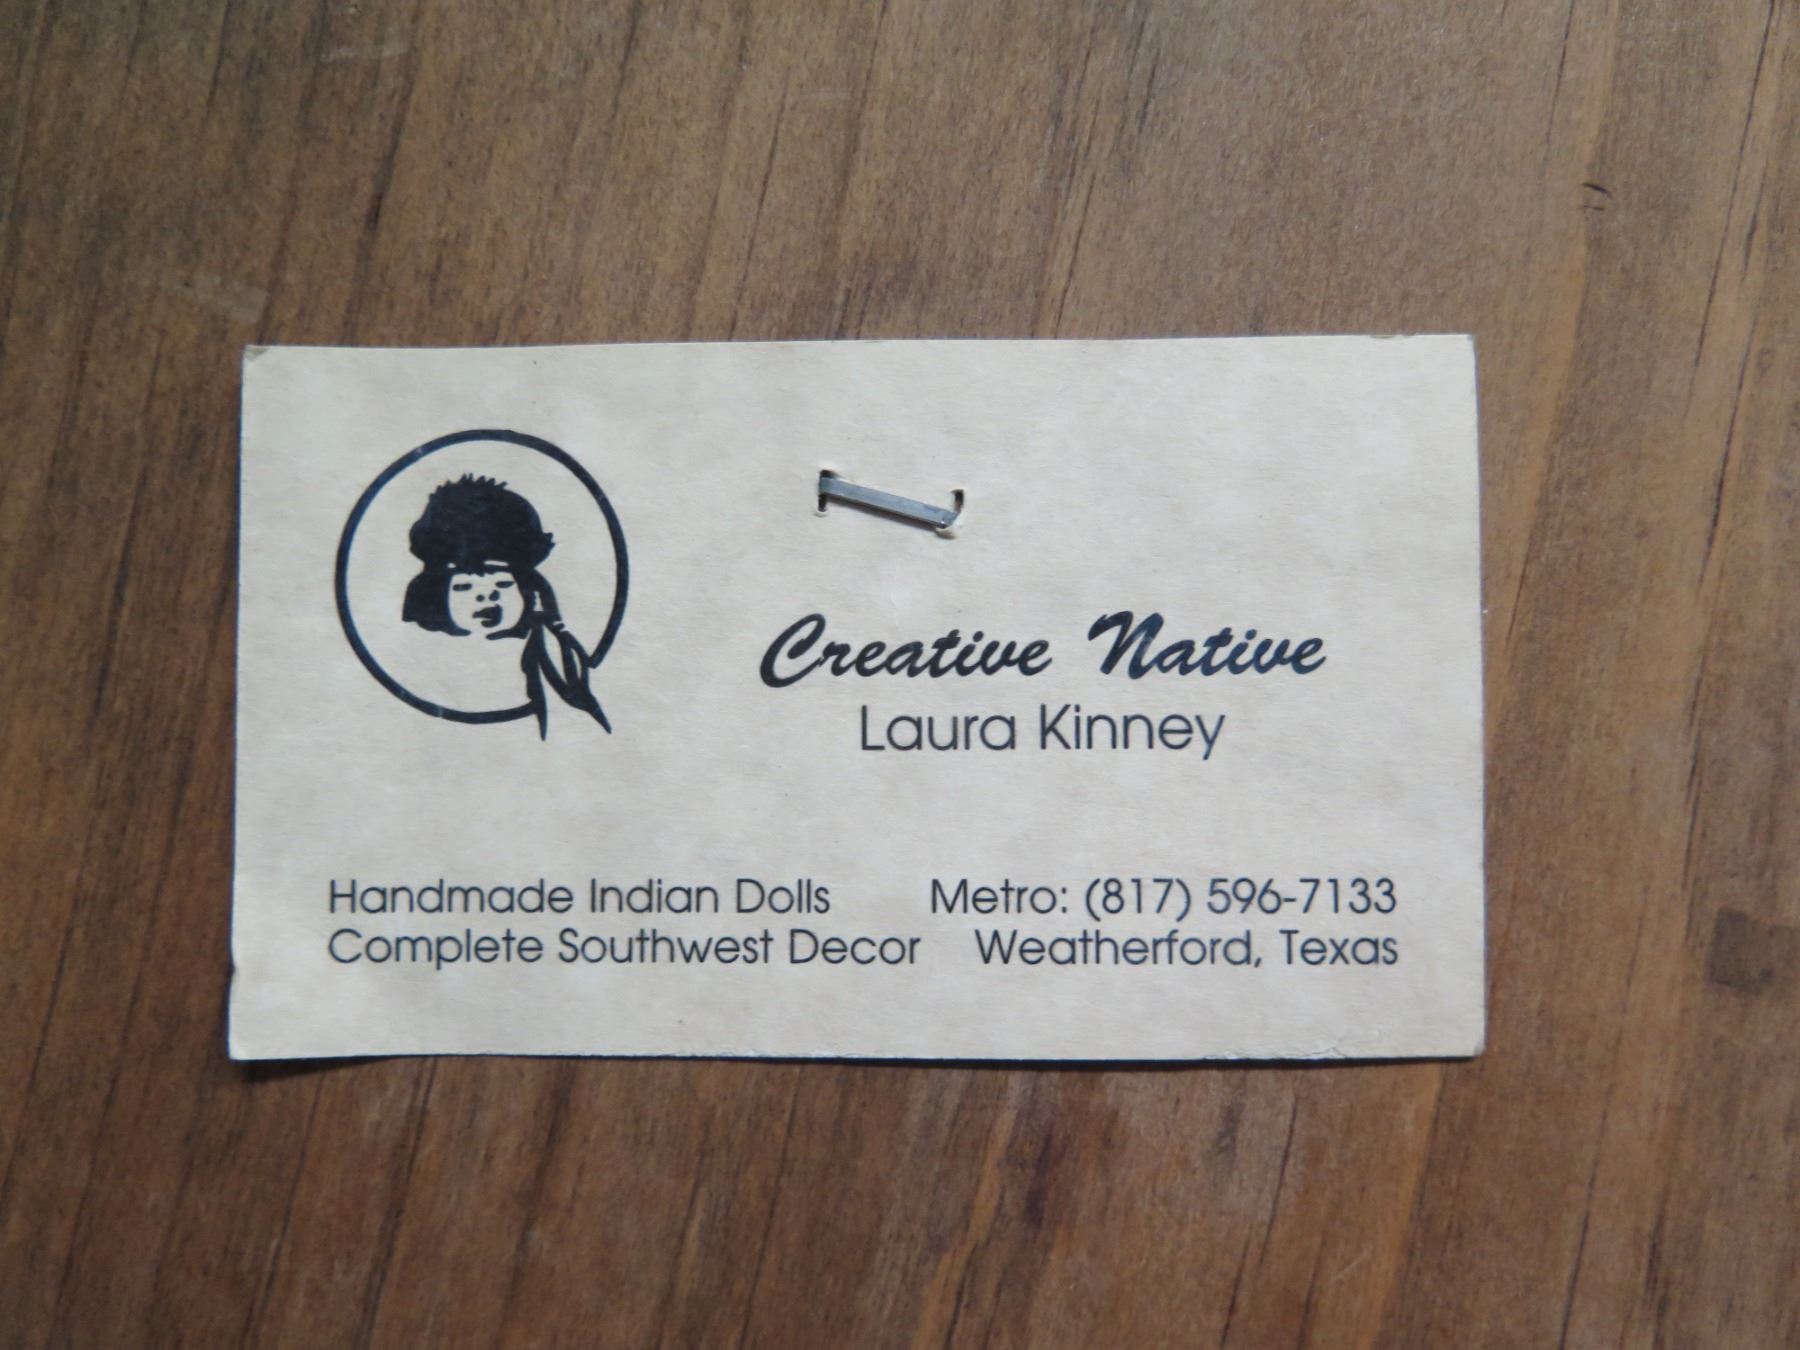 Creative Native
Laura Kinney
Handmade Indian Dolls
Complete Southwest Decor
Metro: (817) 596-7133
Weatherford, Texas